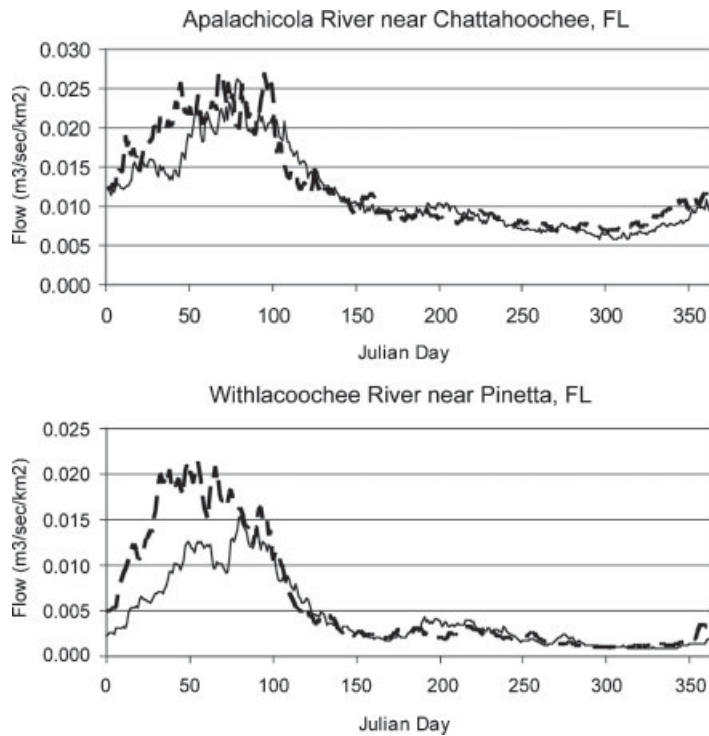 Apalachicola River near Chattahoochee, FL
Flow (m3/sec/km2)
0.030
0.025
0.020
0.015
0.010
0.005
0.000
0 50 100 150 200 250 300 350
Julian Day
Withlacoochee River near Pinetta, FL
Flow (m3/sec/km2)
0.025
0.020
0.015
0.010
0.005
0.000
0 50 100 150 200 250 300 350
Julian Day